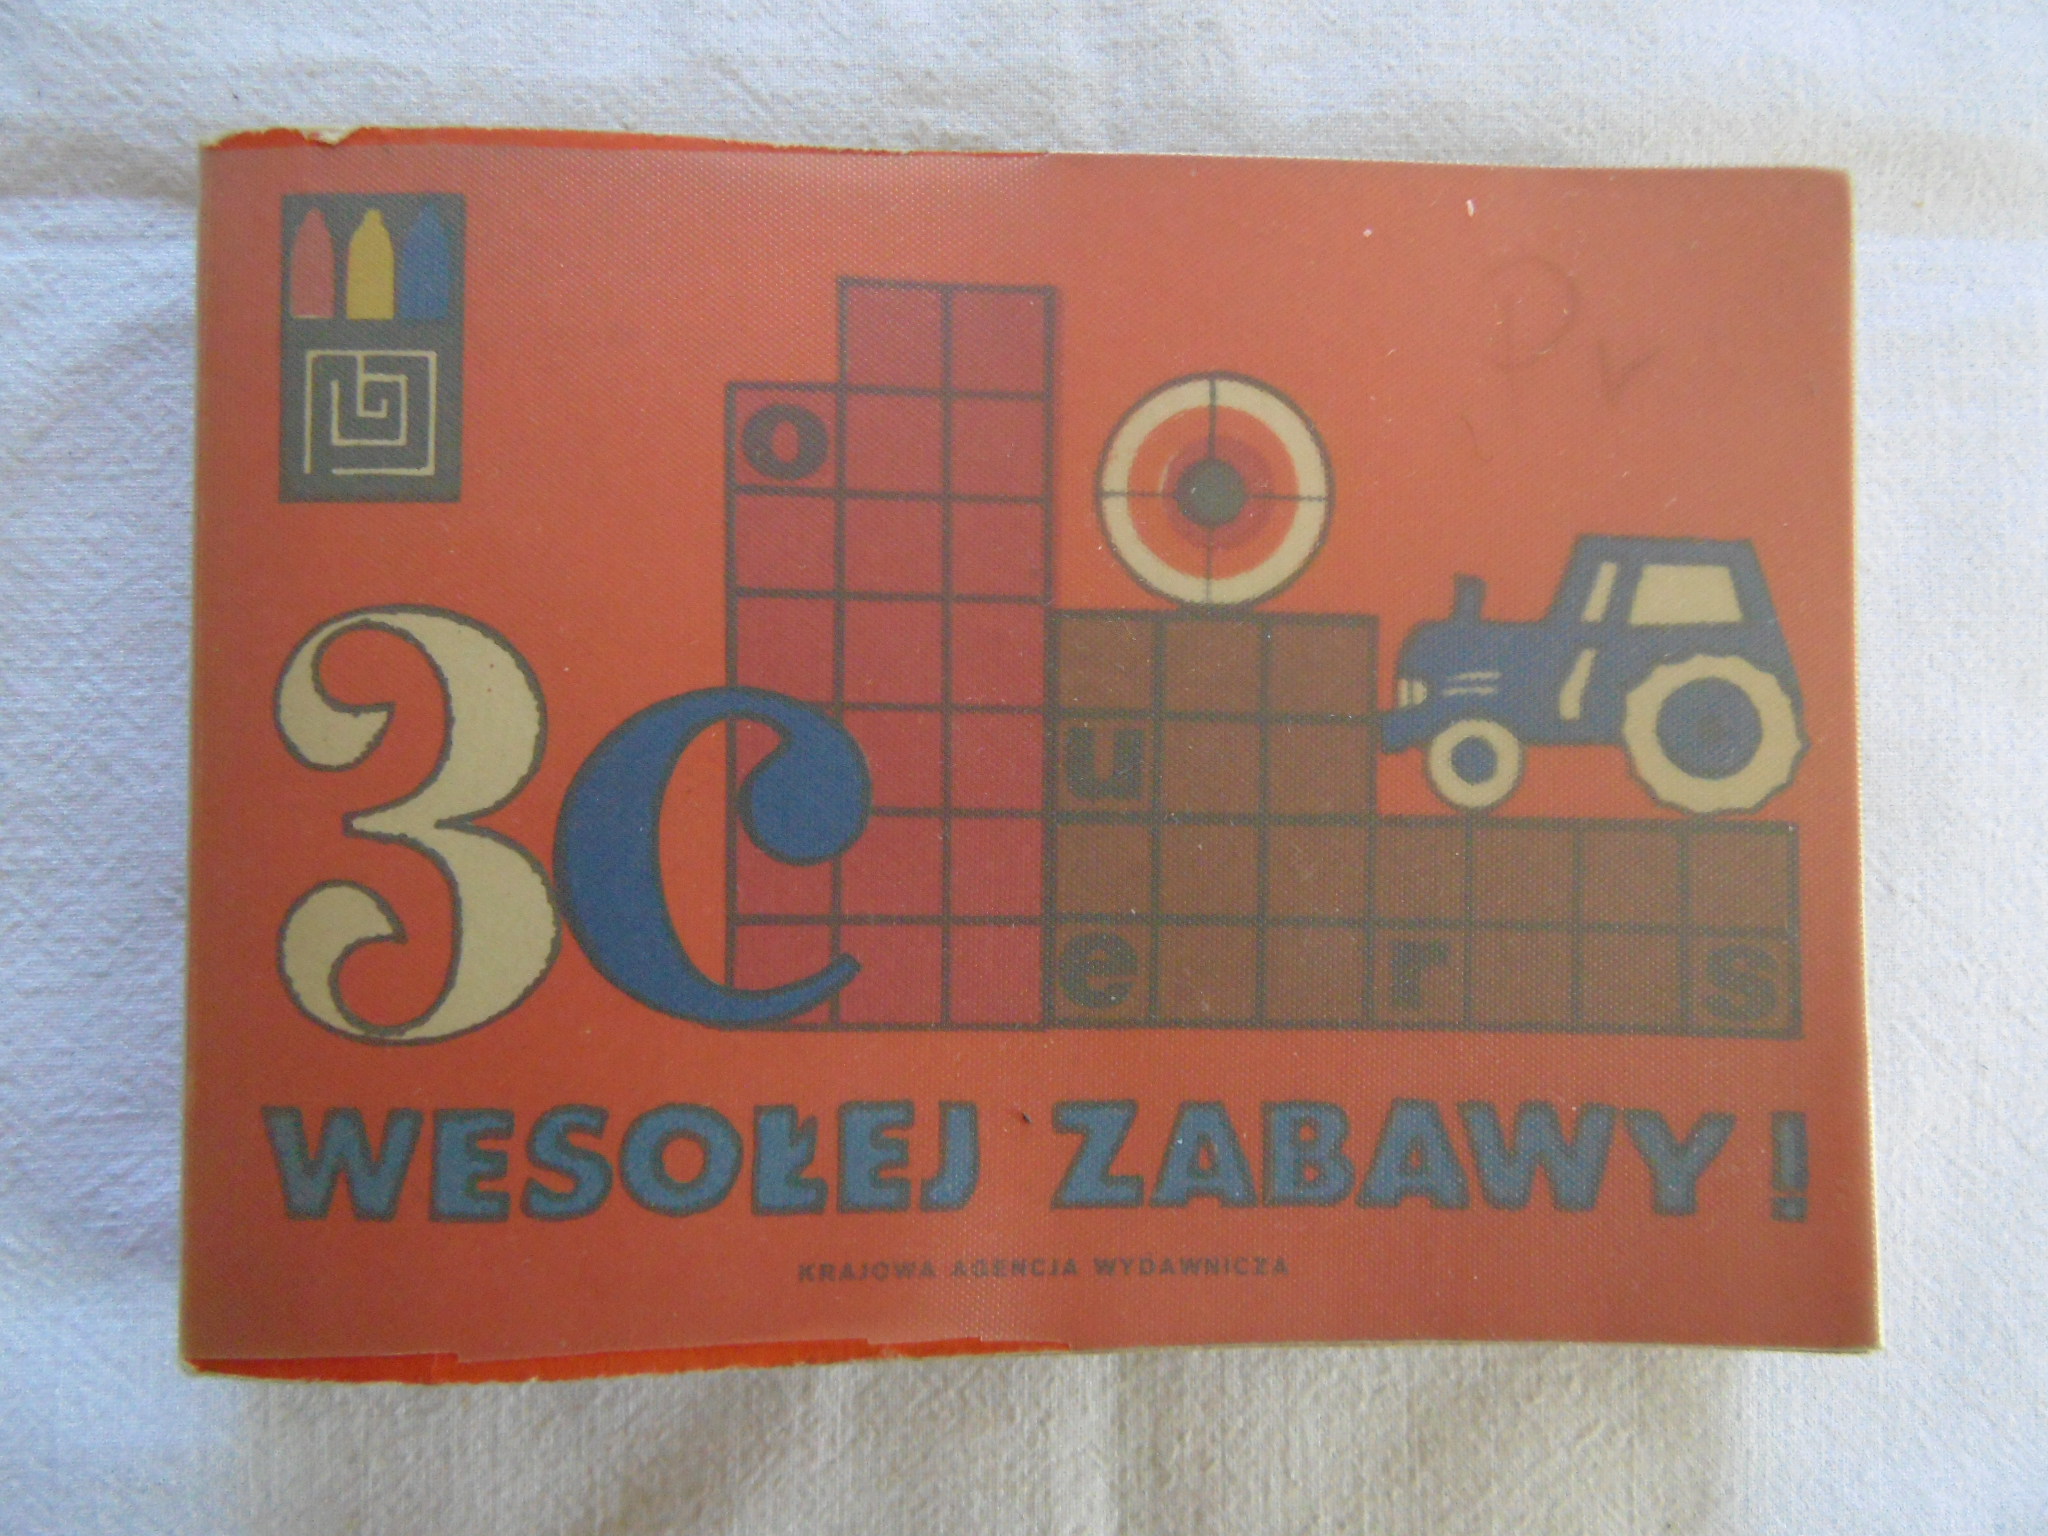 o
u
3c
e r s
WESOŁEJ ZABAWY!
KRAJOWA AGENCJA WYDAWNICZA